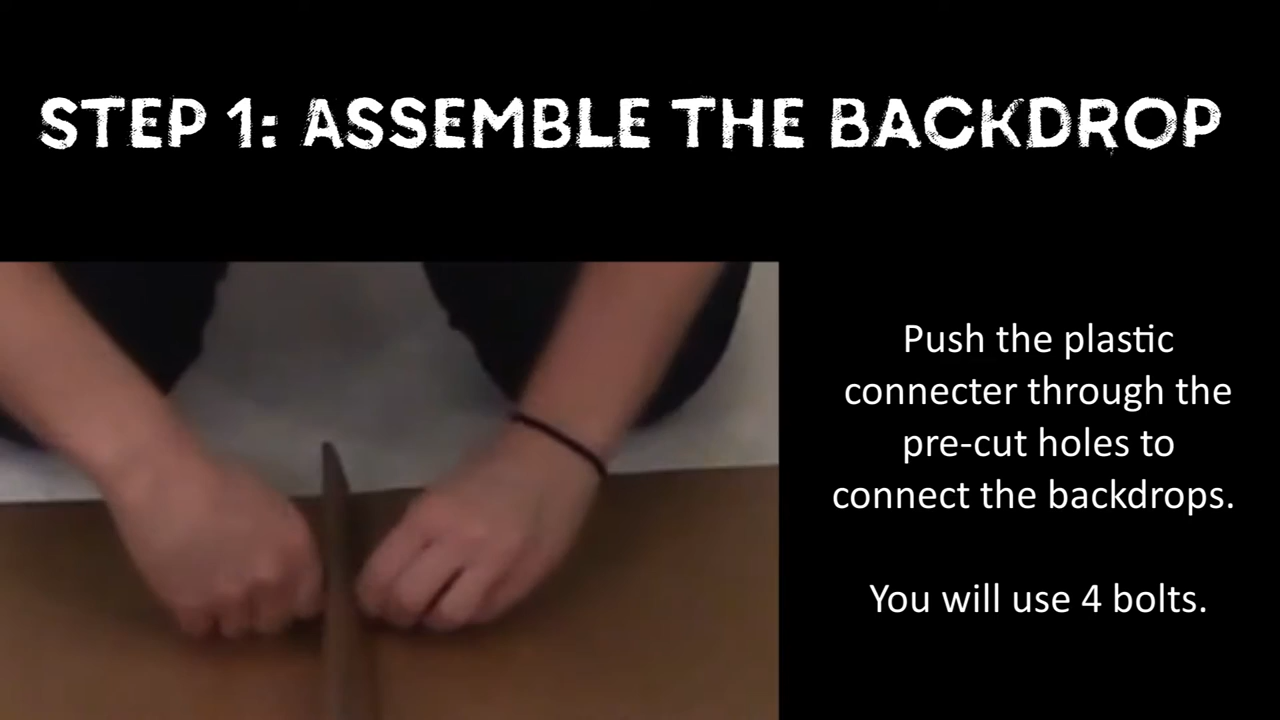 STEP 1: ASSEMBLE THE BACKDROP
Push the plastic
connecter through the
pre-cut holes to
connect the backdrops.
You will use 4 bolts.